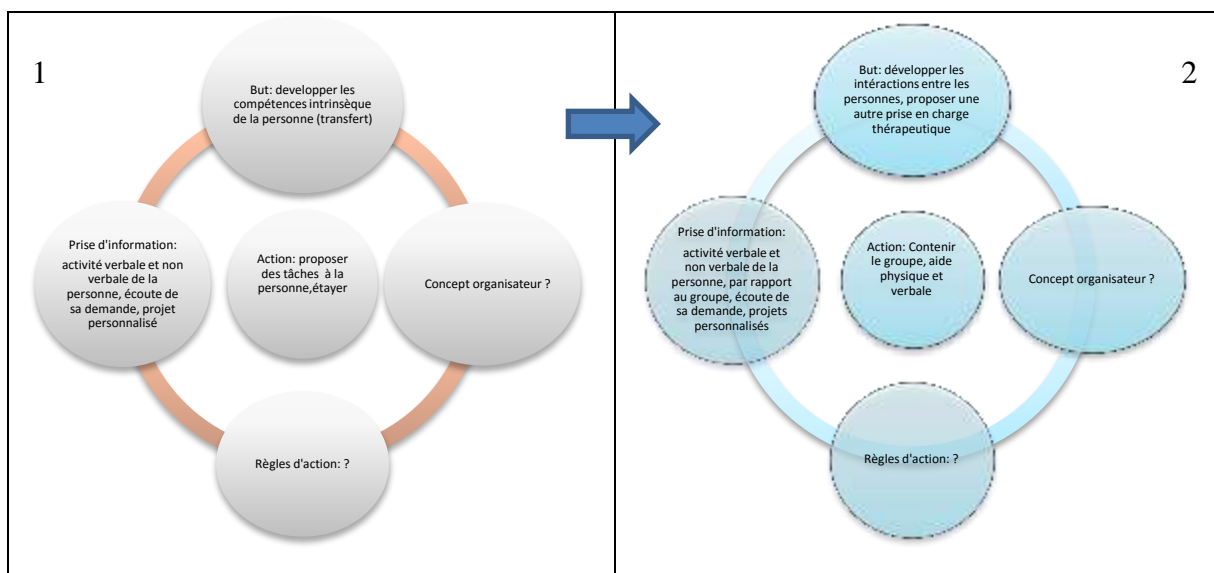 1
But: developper les
compétences intrinsèque
de la personne (transfert)
Prise d'information:
activité verbale et non
verbale de la
personne, écoute de
sa demande, projet
personnalisé
Action: proposer
des tâches à la
personne,étayer
Concept organisateur ?
Règles d'action: ?
2
But: développer les
intéractions entre les
personnes, proposer une
autre prise en charge
thérapeutique
Prise d'information:
activité verbale et
non verbale de la
personne, par rapport
au groupe, écoute de
sa demande, projets
personnalisés
Action: Contenir
le groupe, aide
physique et
verbale
Concept organisateur ?
Règles d'action: ?